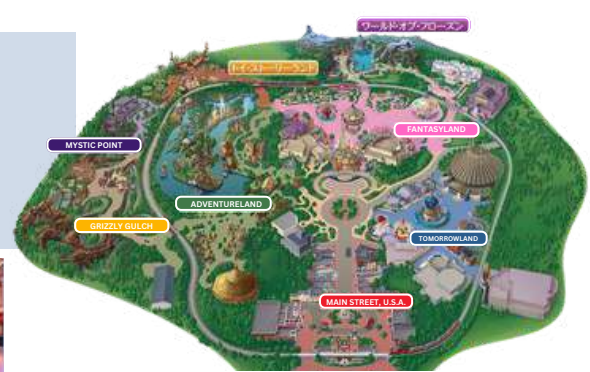 ワールド・オブ・フローズン
トイ・ストーリーランド
FANTASYLAND
MYSTIC POINT
ADVENTURELAND
GRIZZLY GULCH
TOMORROWLAND
MAIN STREET, U.S.A.